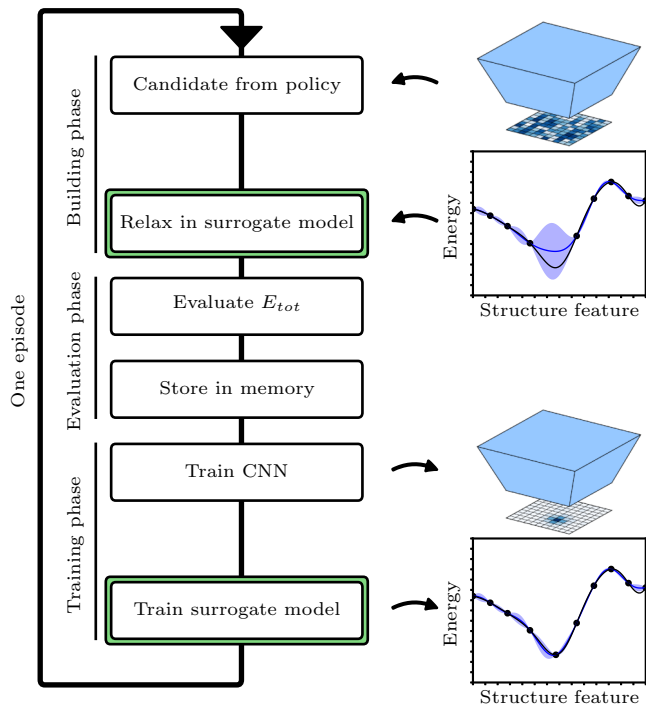 One episode
Building phase
Candidate from policy
Relax in surrogate model
Energy
Structure feature
Evaluation phase
Evaluate E_{tot}
Store in memory
Training phase
Train CNN
Train surrogate model
Energy
Structure feature